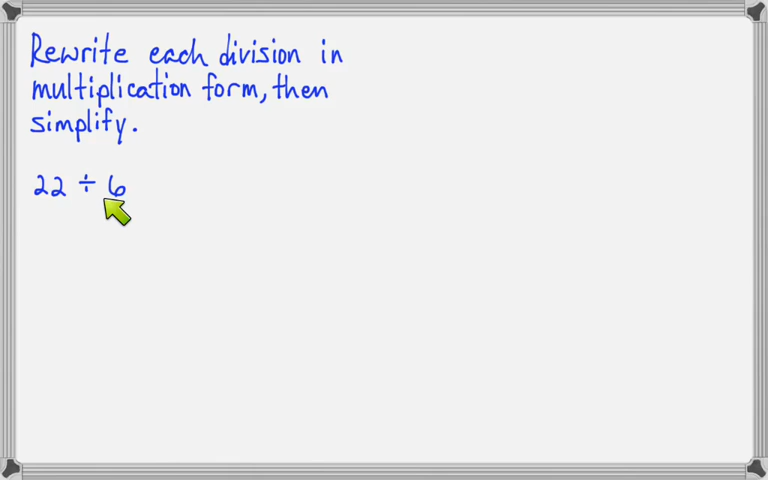 Rewrite each division in
multiplication form, then
simplify.
22 ÷ 6